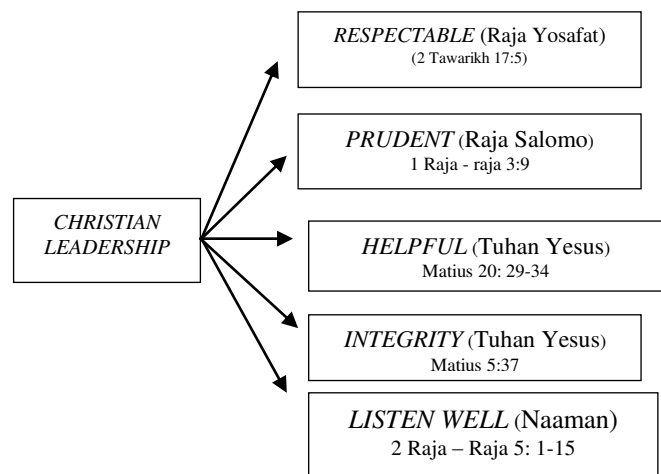 RESPECTABLE (Raja Yosafat)
(2 Tawarikh 17:5)
PRUDENT (Raja Salomo)
1 Raja - raja 3:9
CHRISTIAN
LEADERSHIP
HELPFUL (Tuhan Yesus)
Matius 20: 29-34
INTEGRITY (Tuhan Yesus)
Matius 5:37
LISTEN WELL (Naaman)
2 Raja – Raja 5: 1-15